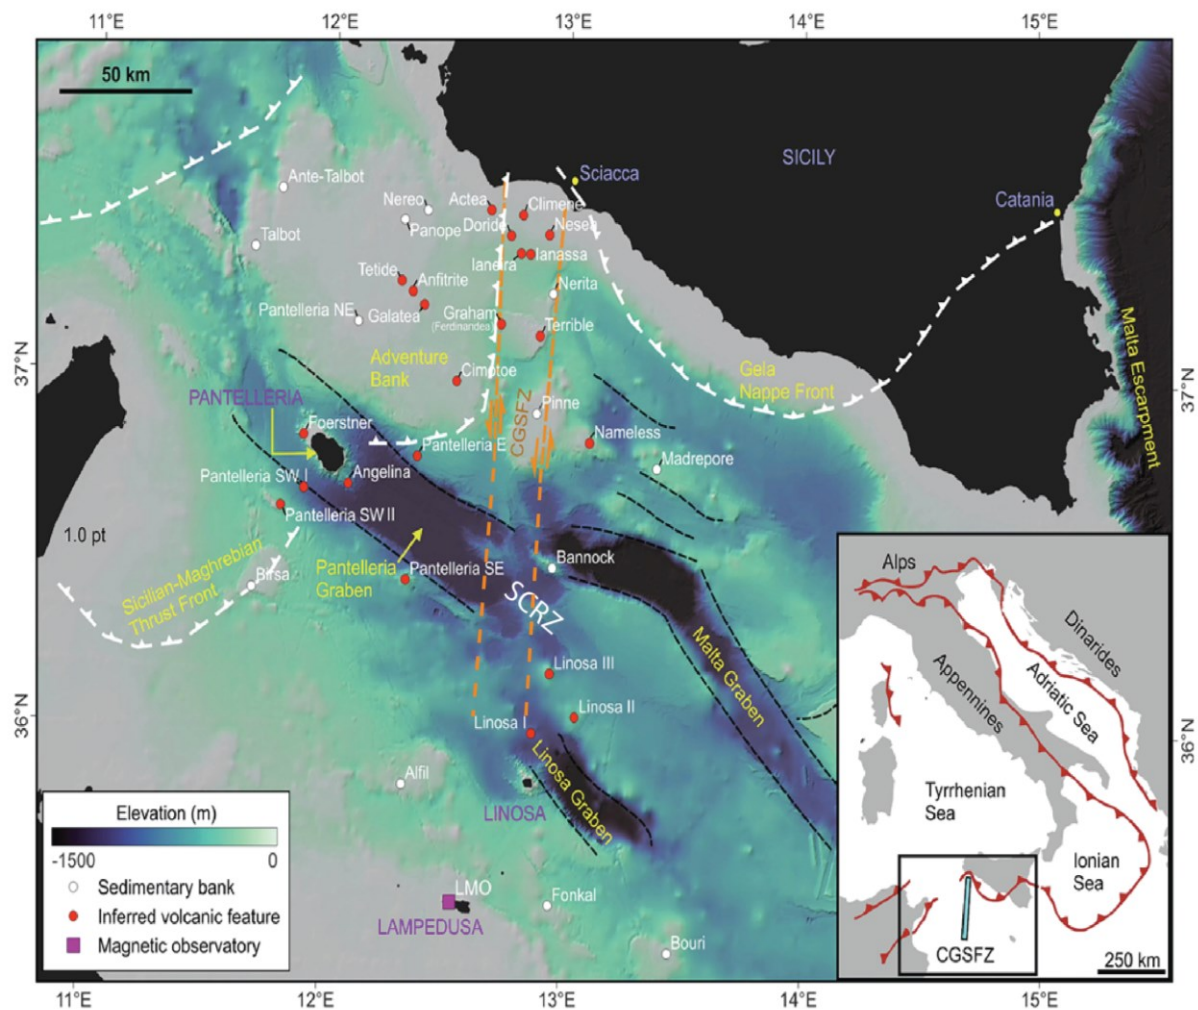 11°E 12°E 13°E 14°E 15°E
50 km
SICILY
Sciacca
Catania
Ante-Talbot
Nereo
Actea
Climene
Panope
Doride
Nesea
Talbot
Ianeira
Ianassa
Tetide
Anfitrite
Nerita
Pantelleria NE
Galatea
Graham
(Ferdinandea)
Terrible
Malta Escarpment
37°N
37°N
Adventure
Bank
Cimotoe
Gela
Nappe Front
PANTELLERIA
CGSFZ
Pinne
Foerstner
Pantelleria E
Nameless
Madrepore
Pantelleria SW I
Angelina
Pantelleria SW II
1.0 pt
Sicilian-Maghrebian
Thrust Front
Birsa
Pantelleria
Graben
Pantelleria SE
Bannock
SCRZ
Malta Graben
Linosa III
36°N
36°N
Linosa I
Linosa II
Linosa Graben
Alfil
LINOSA
LMO
LAMPEDUSA
Fonkal
Bouri
Elevation (m)
-1500 0
Sedimentary bank
Inferred volcanic feature
Magnetic observatory
Alps
Dinarides
Appennines
Adriatic Sea
Tyrrhenian
Sea
Ionian
Sea
CGSFZ
250 km
11°E 12°E 13°E 14°E 15°E